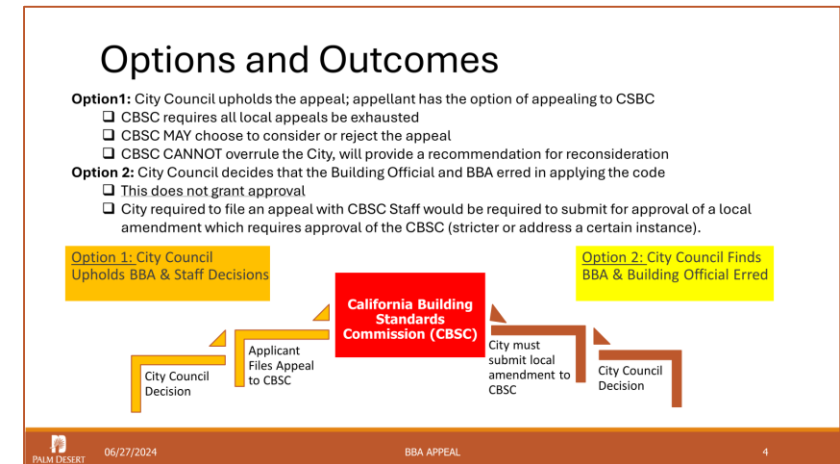 Options and Outcomes
Option1: City Council upholds the appeal; appellant has the option of appealing to CSBC
❑ CBSC requires all local appeals be exhausted
❑ CBSC MAY choose to consider or reject the appeal
❑ CBSC CANNOT overrule the City, will provide a recommendation for reconsideration
Option 2: City Council decides that the Building Official and BBA erred in applying the code
❑ This does not grant approval
❑ City required to file an appeal with CBSC Staff would be required to submit for approval of a local
amendment which requires approval of the CBSC (stricter or address a certain instance).
Option 1: City Council
Upholds BBA & Staff Decisions
Option 2: City Council Finds
BBA & Building Official Erred
California Building
Standards
Commission (CBSC)
City Council
Decision
Applicant
Files Appeal
to CBSC
City must
submit local
amendment to
CBSC
City Council
Decision
PALM DESERT
06/27/2024
BBA APPEAL
4